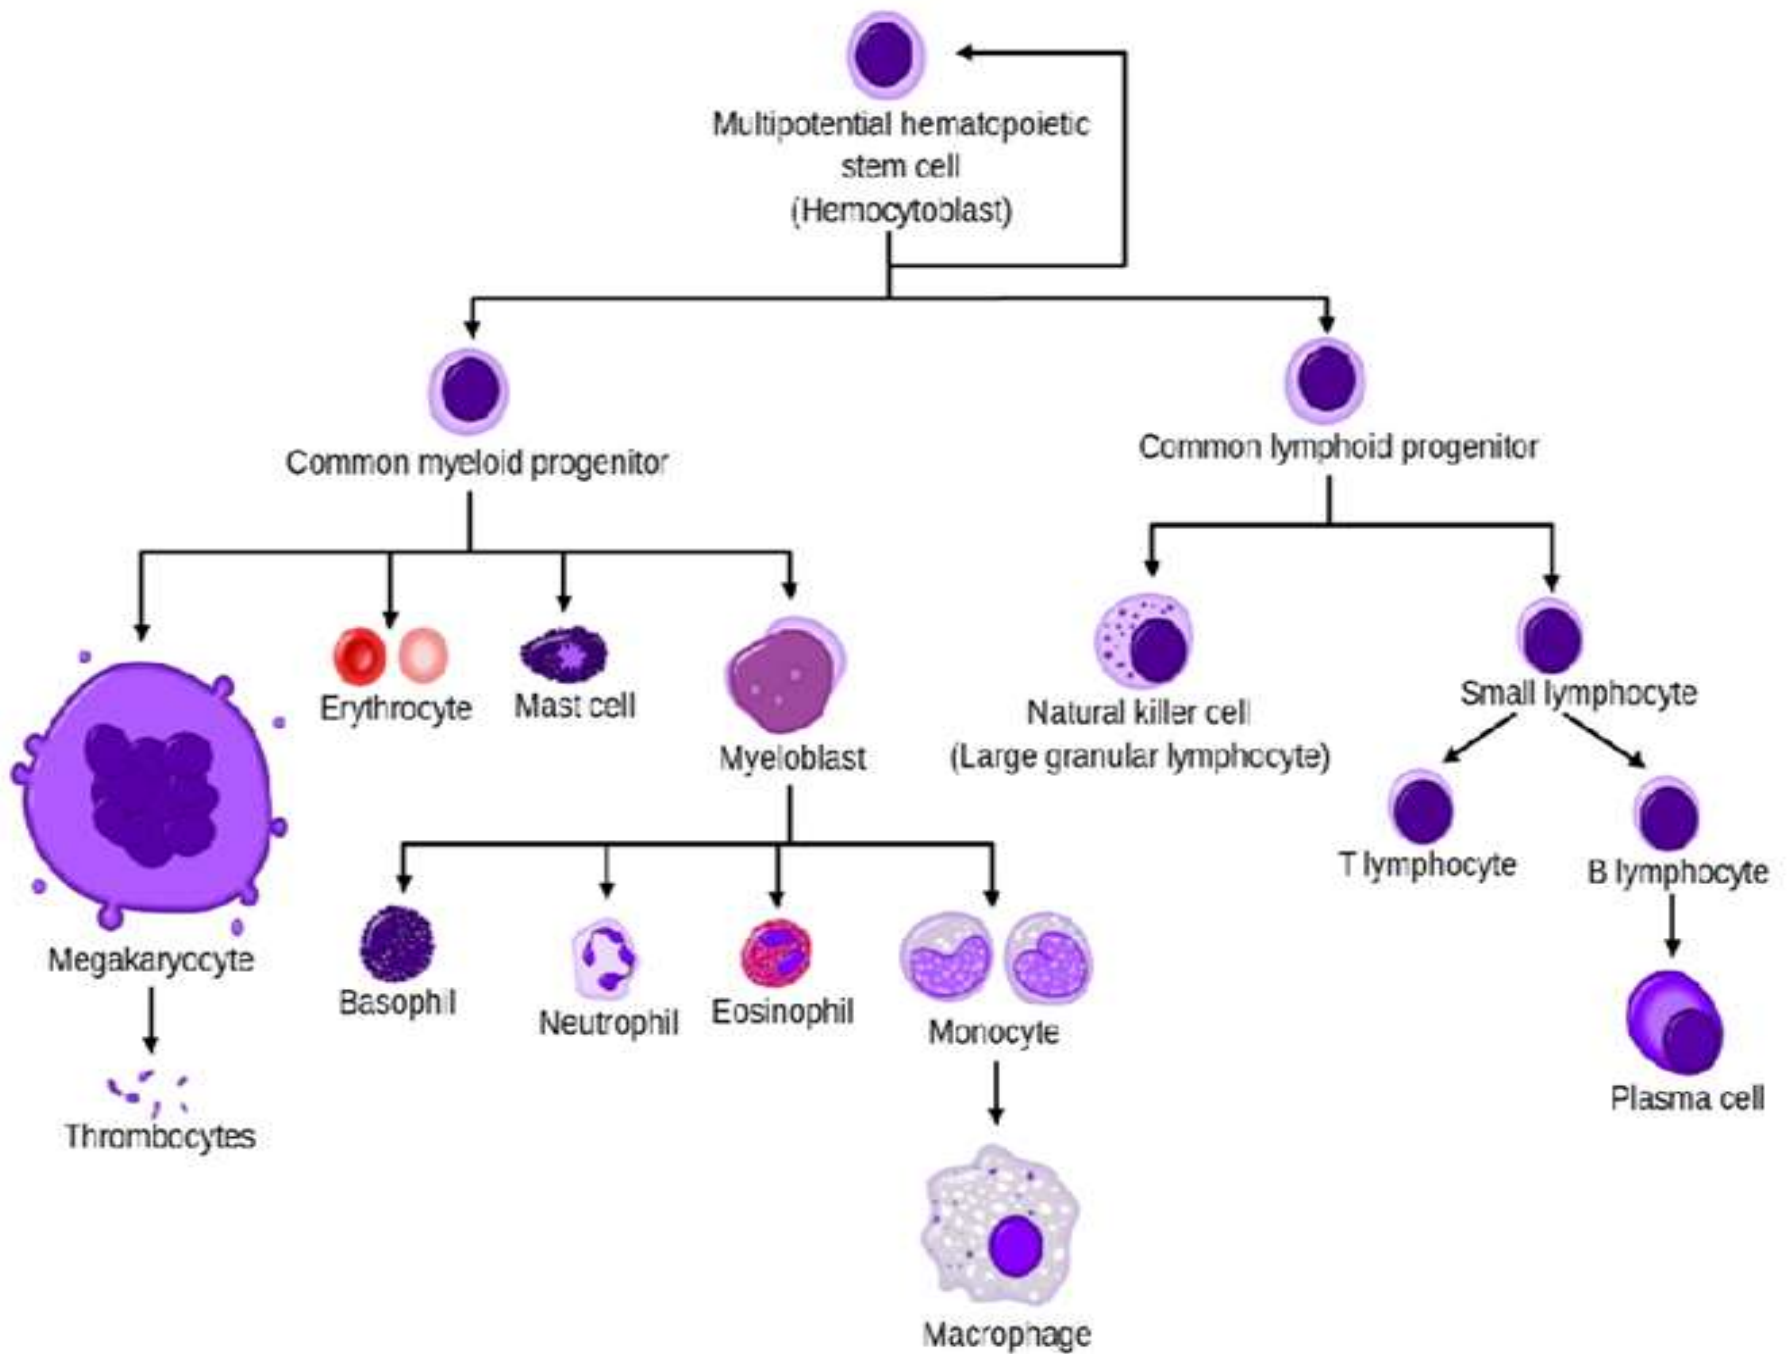 Multipotential hematopoietic
stem cell
(Hemocytoblast)
Common myeloid progenitor
Common lymphoid progenitor
Erythrocyte
Mast cell
Myeloblast
Natural killer cell
(Large granular lymphocyte)
Small lymphocyte
T lymphocyte
B lymphocyte
Megakaryocyte
Basophil
Neutrophil
Eosinophil
Monocyte
Plasma cell
Thrombocytes
Macrophage